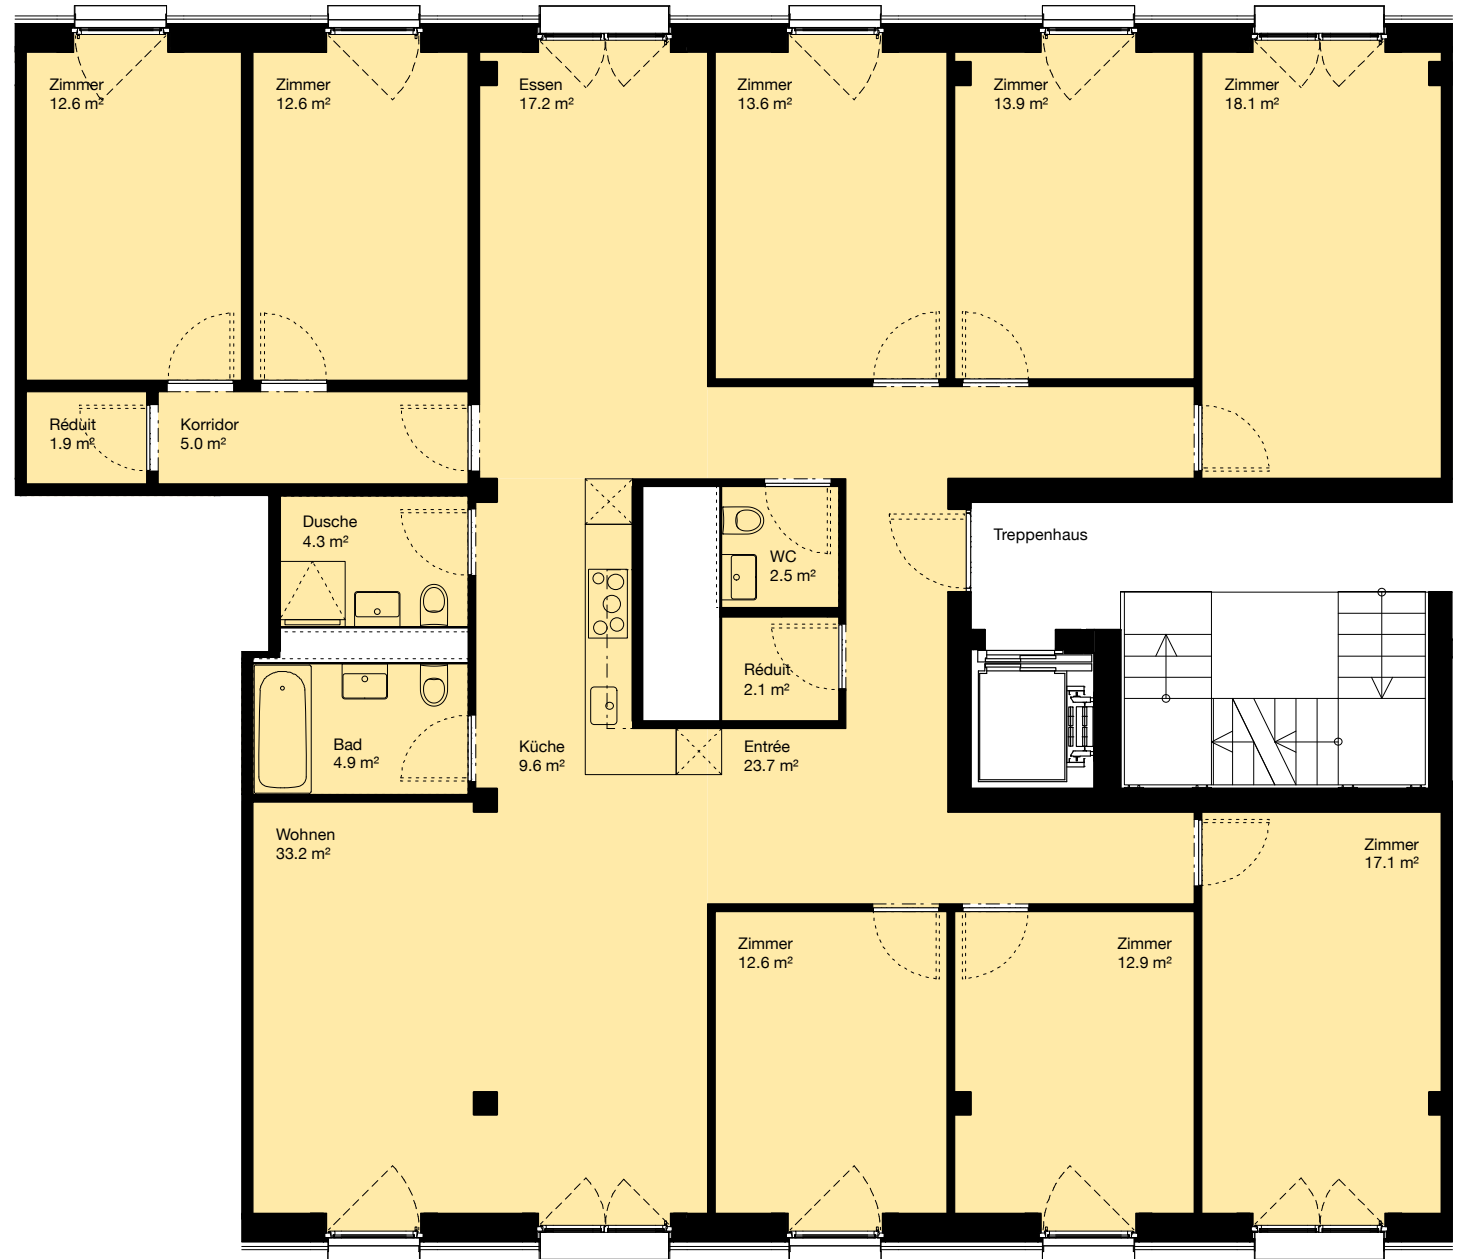 Zimmer
12.6 m²
Zimmer
12.6 m²
Essen
17.2 m²
Zimmer
13.6 m²
Zimmer
13.9 m²
Zimmer
18.1 m²
Réduit
1.9 m²
Korridor
5.0 m²
Dusche
4.3 m²
Treppenhaus
WC
2.5 m²
Réduit
2.1 m²
Bad
4.9 m²
Küche
9.6 m²
Entrée
23.7 m²
Wohnen
33.2 m²
Zimmer
17.1 m²
Zimmer
12.6 m²
Zimmer
12.9 m²